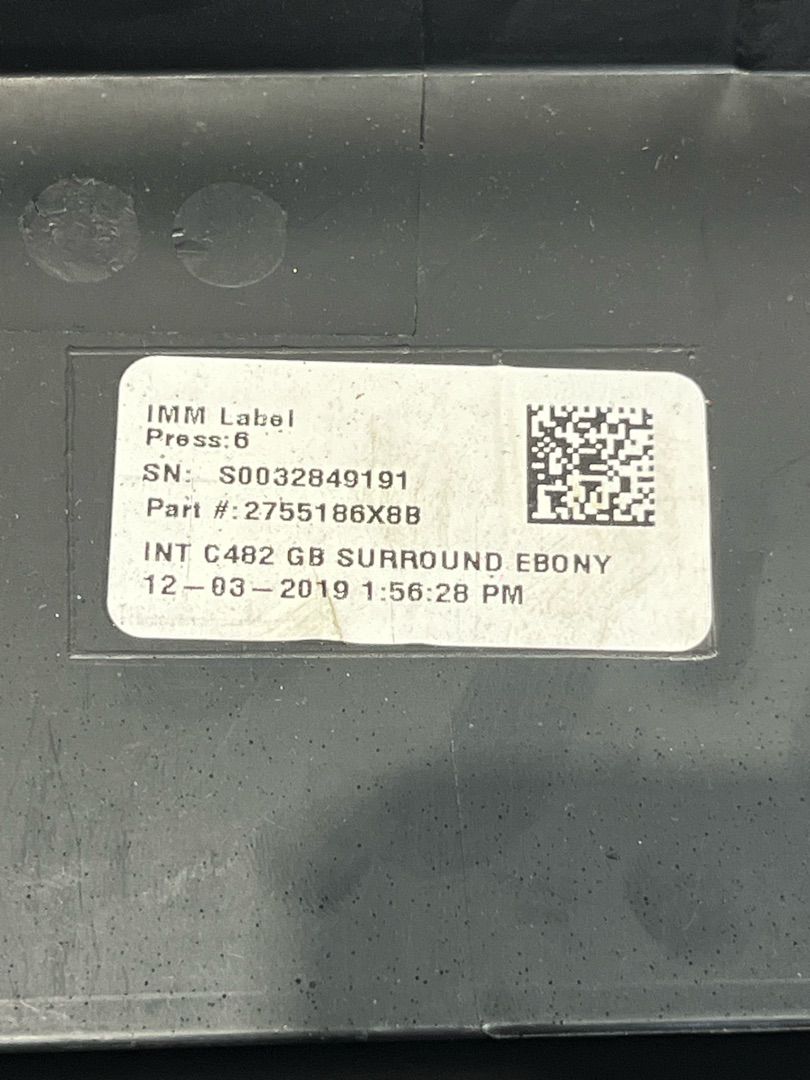 IMM Label
Press:6
SN: S0032849191
Part #:2755186X8B
INT C482 GB SURROUND EBONY
12-03-2019 1:56:28 PM